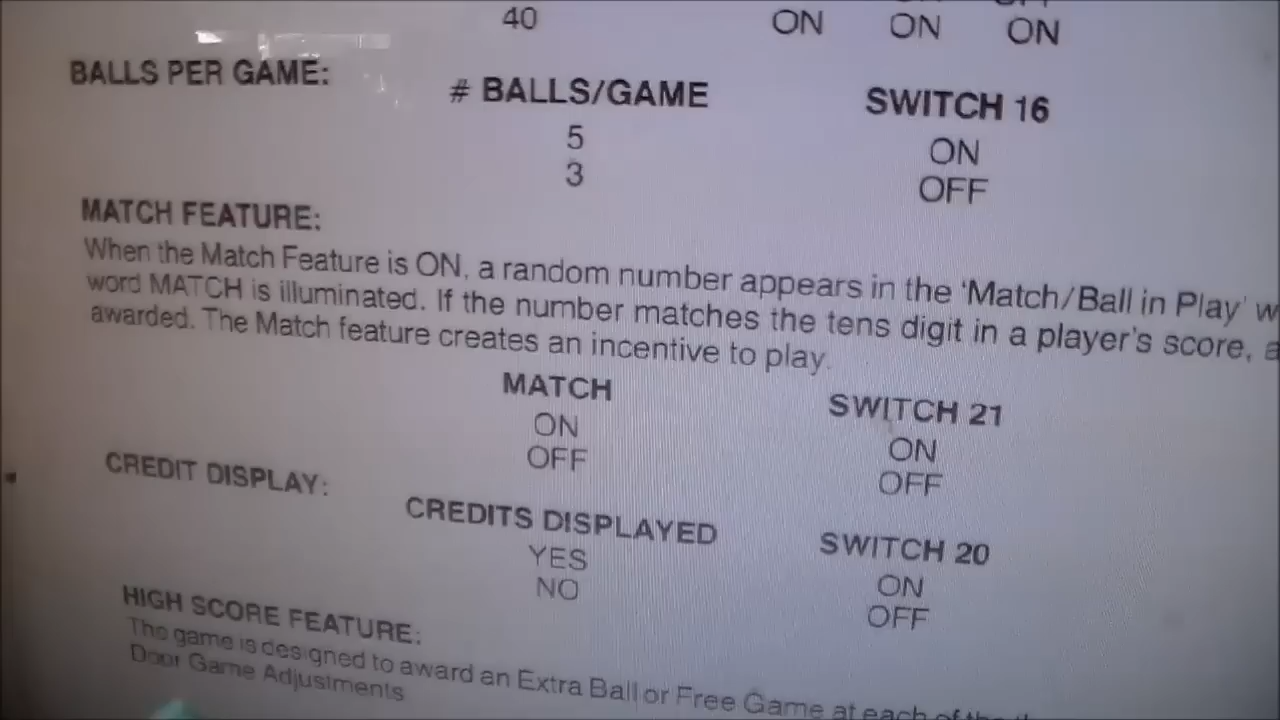 40 ON ON ON
BALLS PER GAME: # BALLS/GAME SWITCH 16
5 ON
3 OFF
MATCH FEATURE:
When the Match Feature is ON, a random number appears in the 'Match/Ball in Play'
word MATCH is illuminated. If the number matches the tens digit in a player's score,
awarded. The Match feature creates an incentive to play.
MATCH SWITCH 21
ON ON
OFF OFF
CREDIT DISPLAY: CREDITS DISPLAYED SWITCH 20
YES ON
NO OFF
HIGH SCORE FEATURE:
The game is designed to award an Extra Ball or Free Game at each of the
Door Game Adjustments